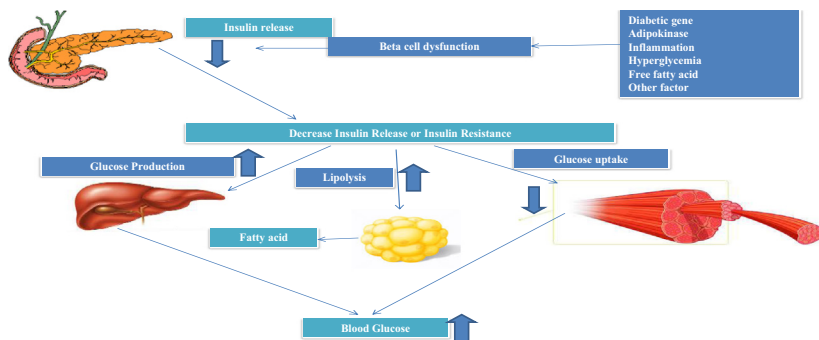 Insulin release
Beta cell dysfunction
Diabetic gene
Adipokinase
Inflammation
Hyperglycemia
Free fatty acid
Other factor
Decrease Insulin Release or Insulin Resistance
Glucose Production
Lipolysis
Glucose uptake
Fatty acid
Blood Glucose